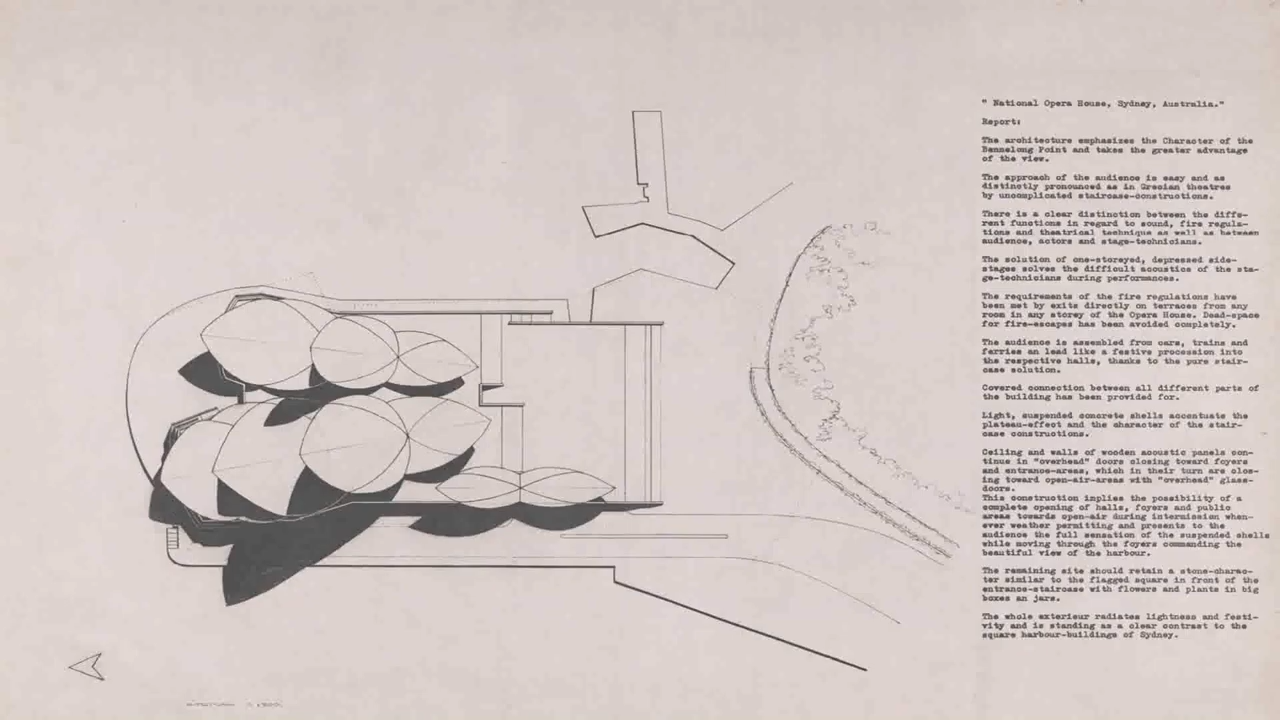 " National Opera House, Sydney, Australia."
Report:
The architecture emphasizes the Character of the
Bennelong Point and takes the greater advantage
of the view.
The approach of the audience is easy and as
distinctly pronounced as in Grecian theatres
by uncomplicated staircase-constructions.
There is a clear distinction between the diffe-
rent functions in regard to sound, fire regula-
tions and theatrical technique as well as between
audience, actors and stage-technicians.
The solution of one-storeyed, depressed side-
stages solves the difficult acoustics of the sta-
ge-technicians during performances.
The requirements of the fire regulations have
been met by exits directly on terraces from any
room in any storey of the Opera House. Dead-space
for fire-escapes has been avoided completely.
The audience is assembled from cars, trains and
ferries an lead like a festive procession into
the respective halls, thanks to the pure stair-
case solution.
Covered connection between all different parts of
the building has been provided for.
Light, suspended concrete shells accentuate the
plateau-effect and the character of the stair-
case constructions.
Ceiling and walls of wooden acoustic panels con-
tinue in "overhead" doors closing toward foyers
and entrance-areas, which in their turn are clos-
ing toward open-air-areas with "overhead" glass-
doors.
This construction implies the possibility of a
complete opening of halls, foyers and public
areas towards open-air during intermission when-
ever weather permitting and presents to the
audience the full sensation of the suspended shells
while moving through the foyers commanding the
beautiful view of the harbour.
The remaining site should retain a stone-charac-
ter similar to the flagged square in front of the
entrance-staircase with flowers and plants in big
boxes an jars.
The whole exterieur radiates lightness and festi-
vity and is standing as a clear contrast to the
square harbour-buildings of Sydney.